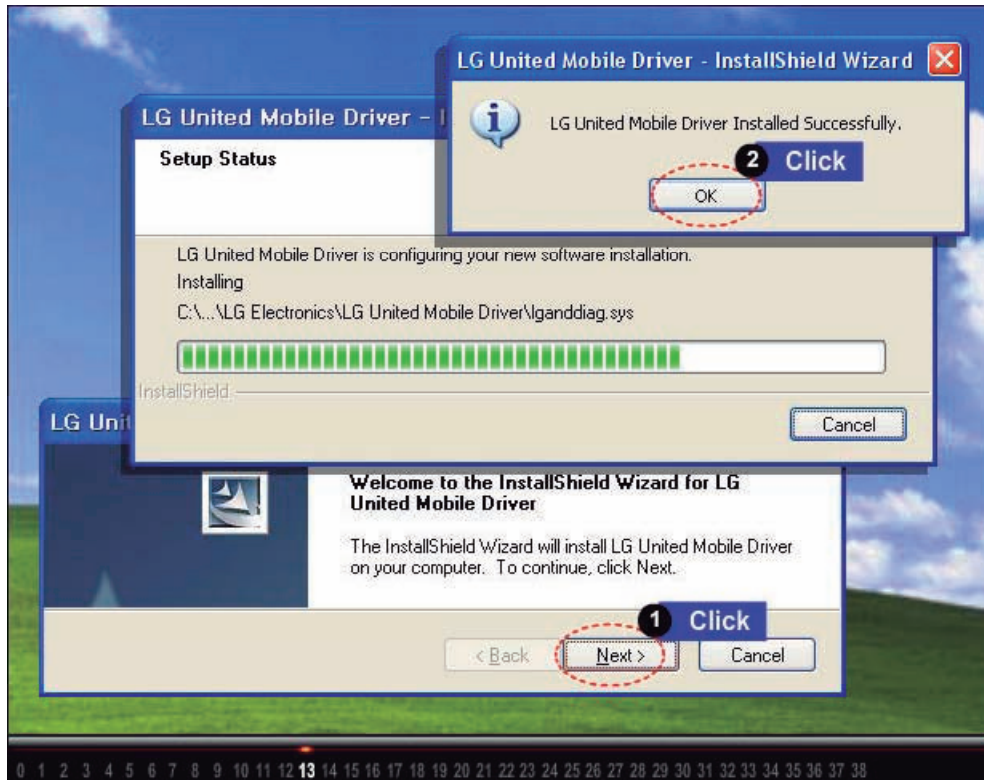 LG United Mobile Driver - InstallShield Wizard
LG United Mobile Driver Installed Successfully.
2 Click
OK
LG United Mobile Driver - I
Setup Status
LG United Mobile Driver is configuring your new software installation.
Installing
C:\...\LG Electronics\LG United Mobile Driver\lganddiag.sys
InstallShield
Cancel
LG Unit
Welcome to the InstallShield Wizard for LG
United Mobile Driver
The InstallShield Wizard will install LG United Mobile Driver
on your computer. To continue, click Next.
1 Click
< Back
Next >
Cancel
0 1 2 3 4 5 6 7 8 9 10 11 12 13 14 15 16 17 18 19 20 21 22 23 24 25 26 27 28 29 30 31 32 33 34 35 36 37 38